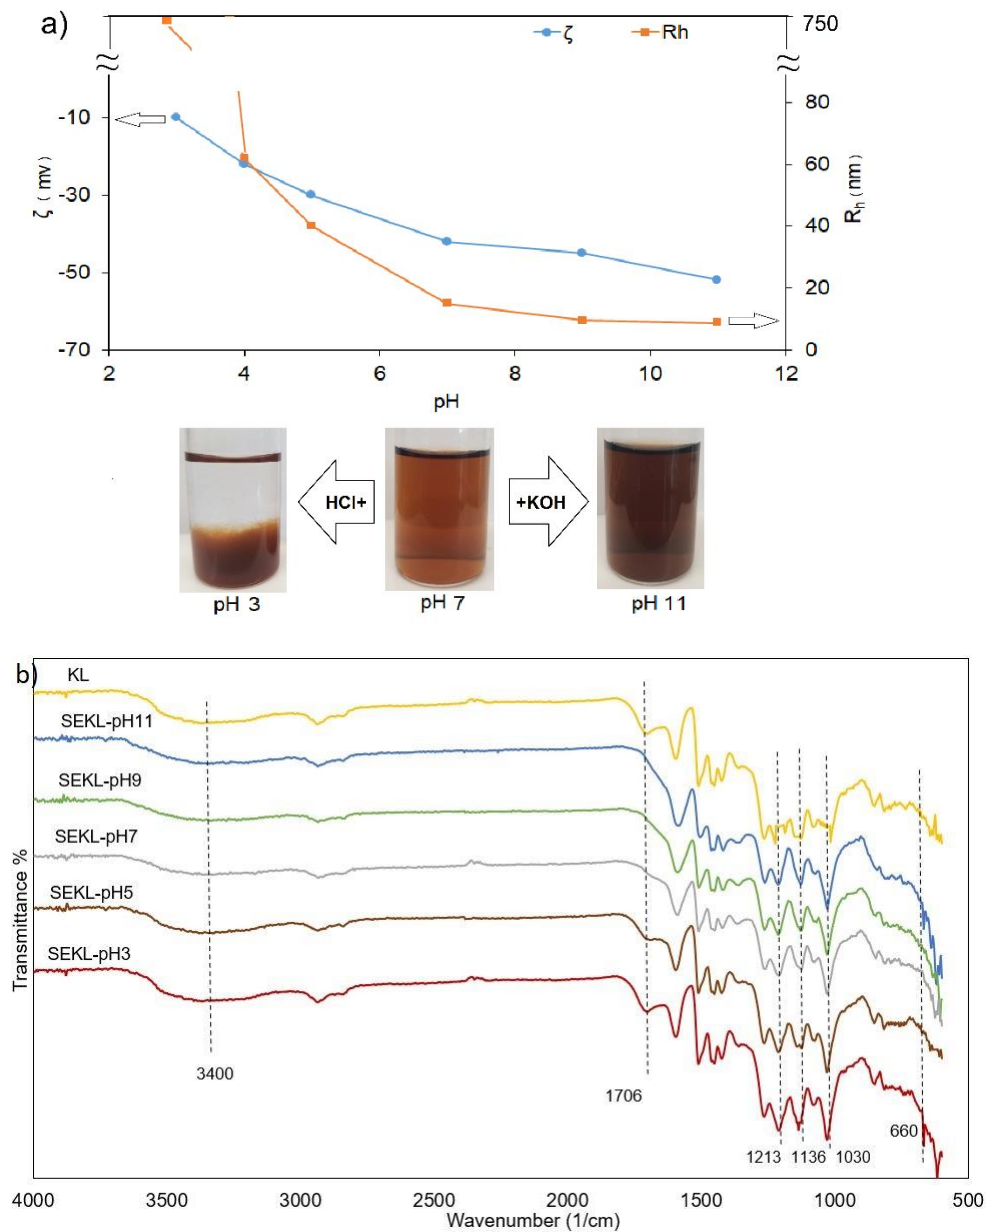 a)
ζ Rh
750
-10
-30
-50
-70
ζ ( mv)
80
60
40
20
0
Rₕ (nm)
2 4 6 8 10 12
pH
HCl+
+KOH
pH 3 pH 7 pH 11
b)
KL
SEKL-pH11
SEKL-pH9
SEKL-pH7
SEKL-pH5
SEKL-pH3
Transmittance %
3400
1706
1213 1136 1030
660
4000 3500 3000 2500 2000 1500 1000 500
Wavenumber (1/cm)